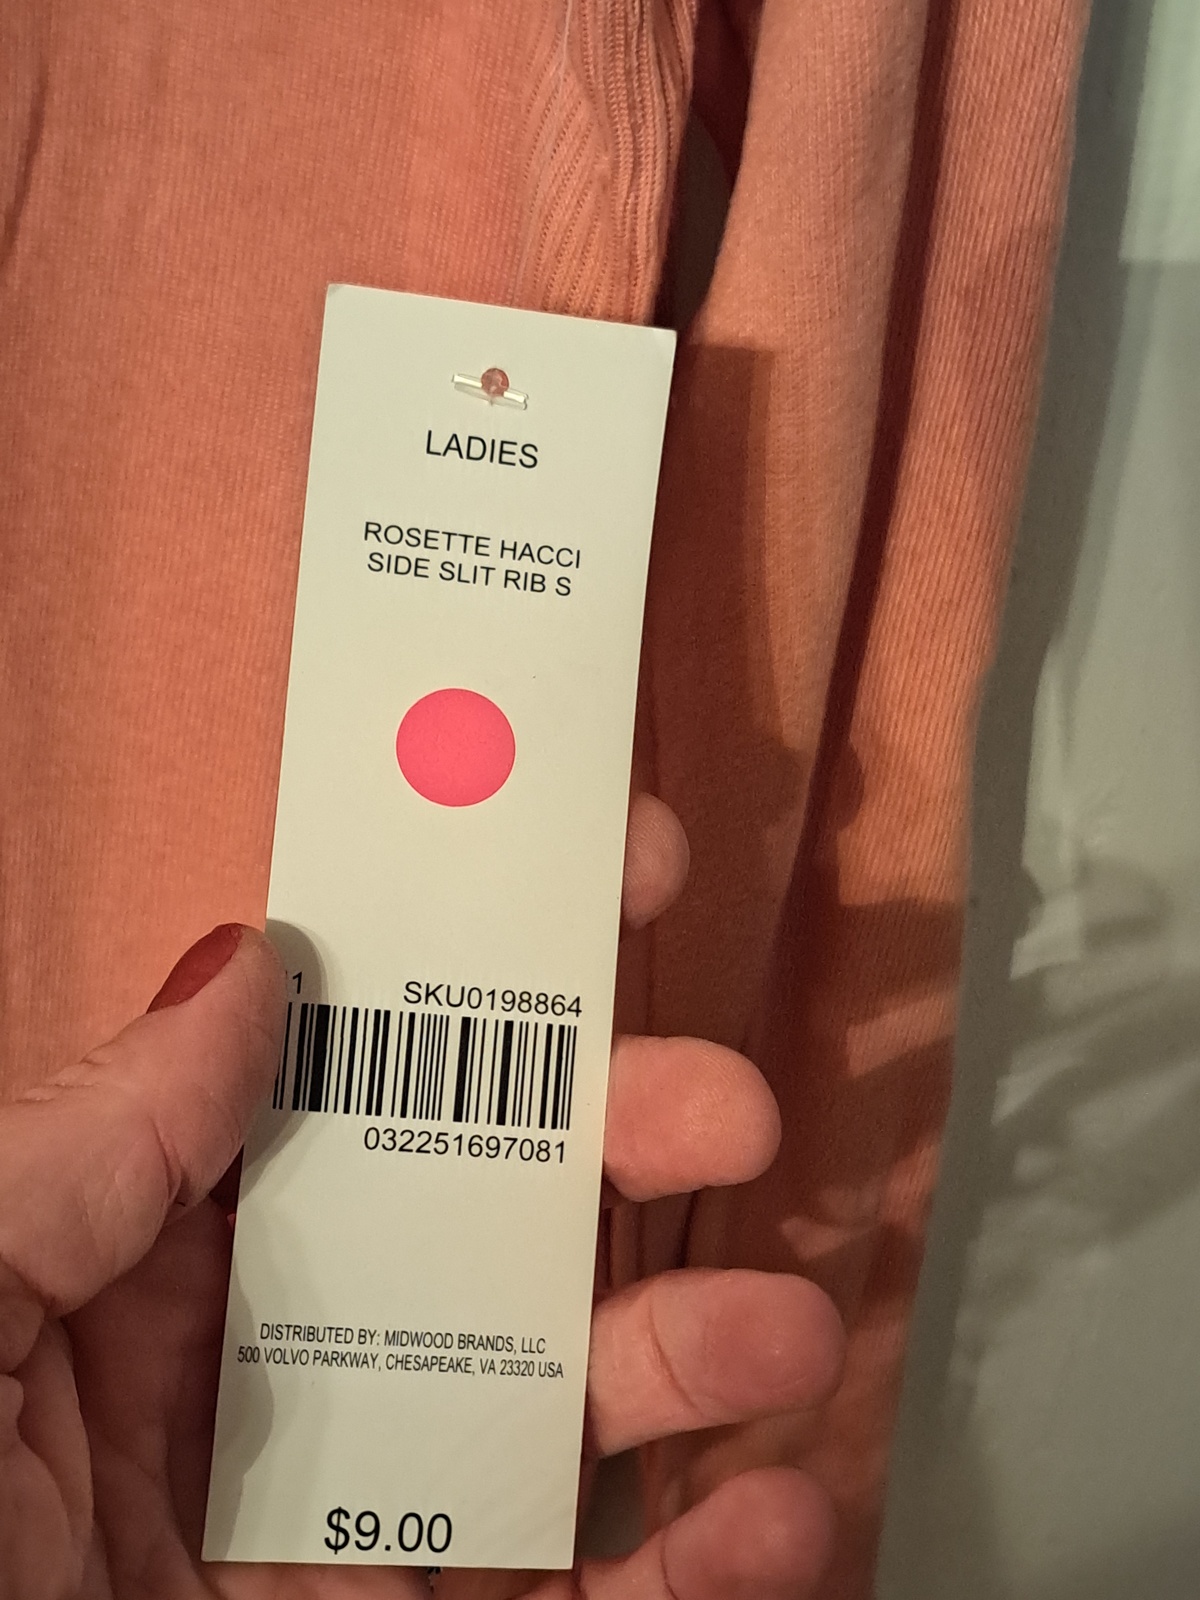 LADIES
ROSETTE HACCI
SIDE SLIT RIB S
SKU0198864
032251697081
DISTRIBUTED BY: MIDWOOD BRANDS, LLC
500 VOLVO PARKWAY, CHESAPEAKE, VA 23320 USA
$9.00